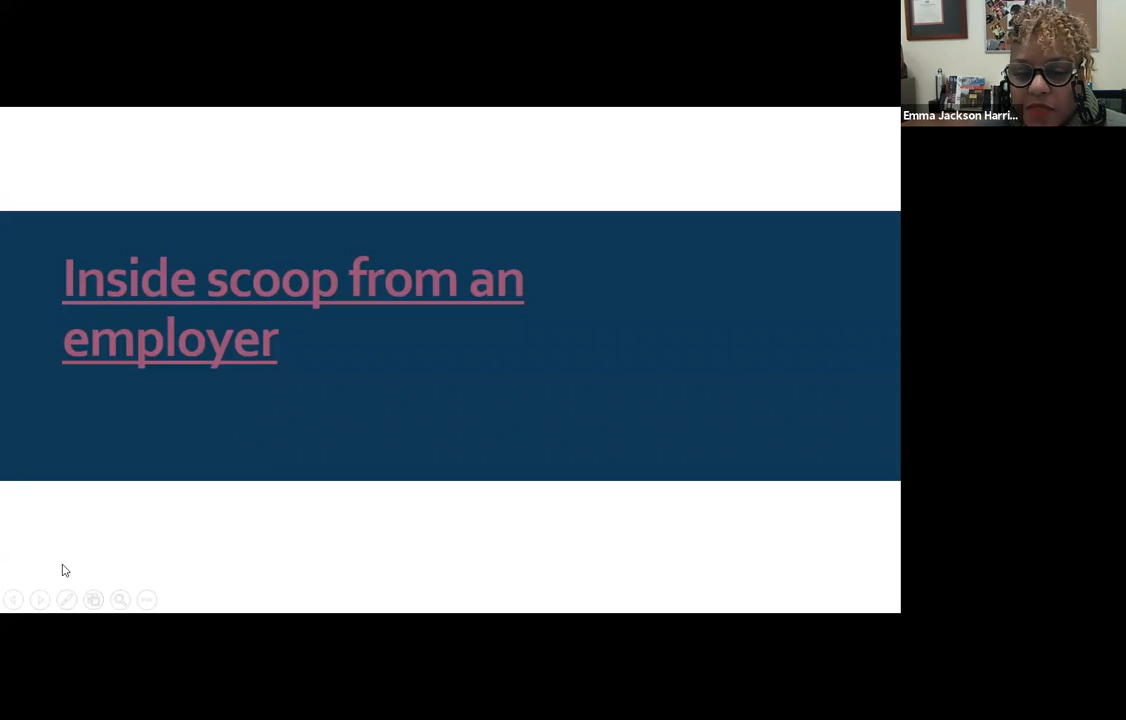 Emma Jackson Harri...
Inside scoop from an
employer